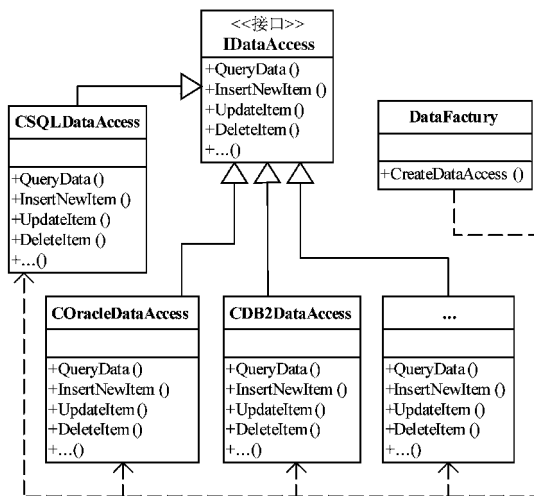 <<接口>>
IDataAccess
+QueryData()
+InsertNewItem()
+UpdateItem()
+DeleteItem()
+...()
CSQLDataAccess
+QueryData()
+InsertNewItem()
+UpdateItem()
+DeleteItem()
+...()
DataFactury
+CreateDataAccess()
COracleDataAccess
+QueryData()
+InsertNewItem()
+UpdateItem()
+DeleteItem()
+...()
CDB2DataAccess
+QueryData()
+InsertNewItem()
+UpdateItem()
+DeleteItem()
+...()
...
+QueryData()
+InsertNewItem()
+UpdateItem()
+DeleteItem()
+...()